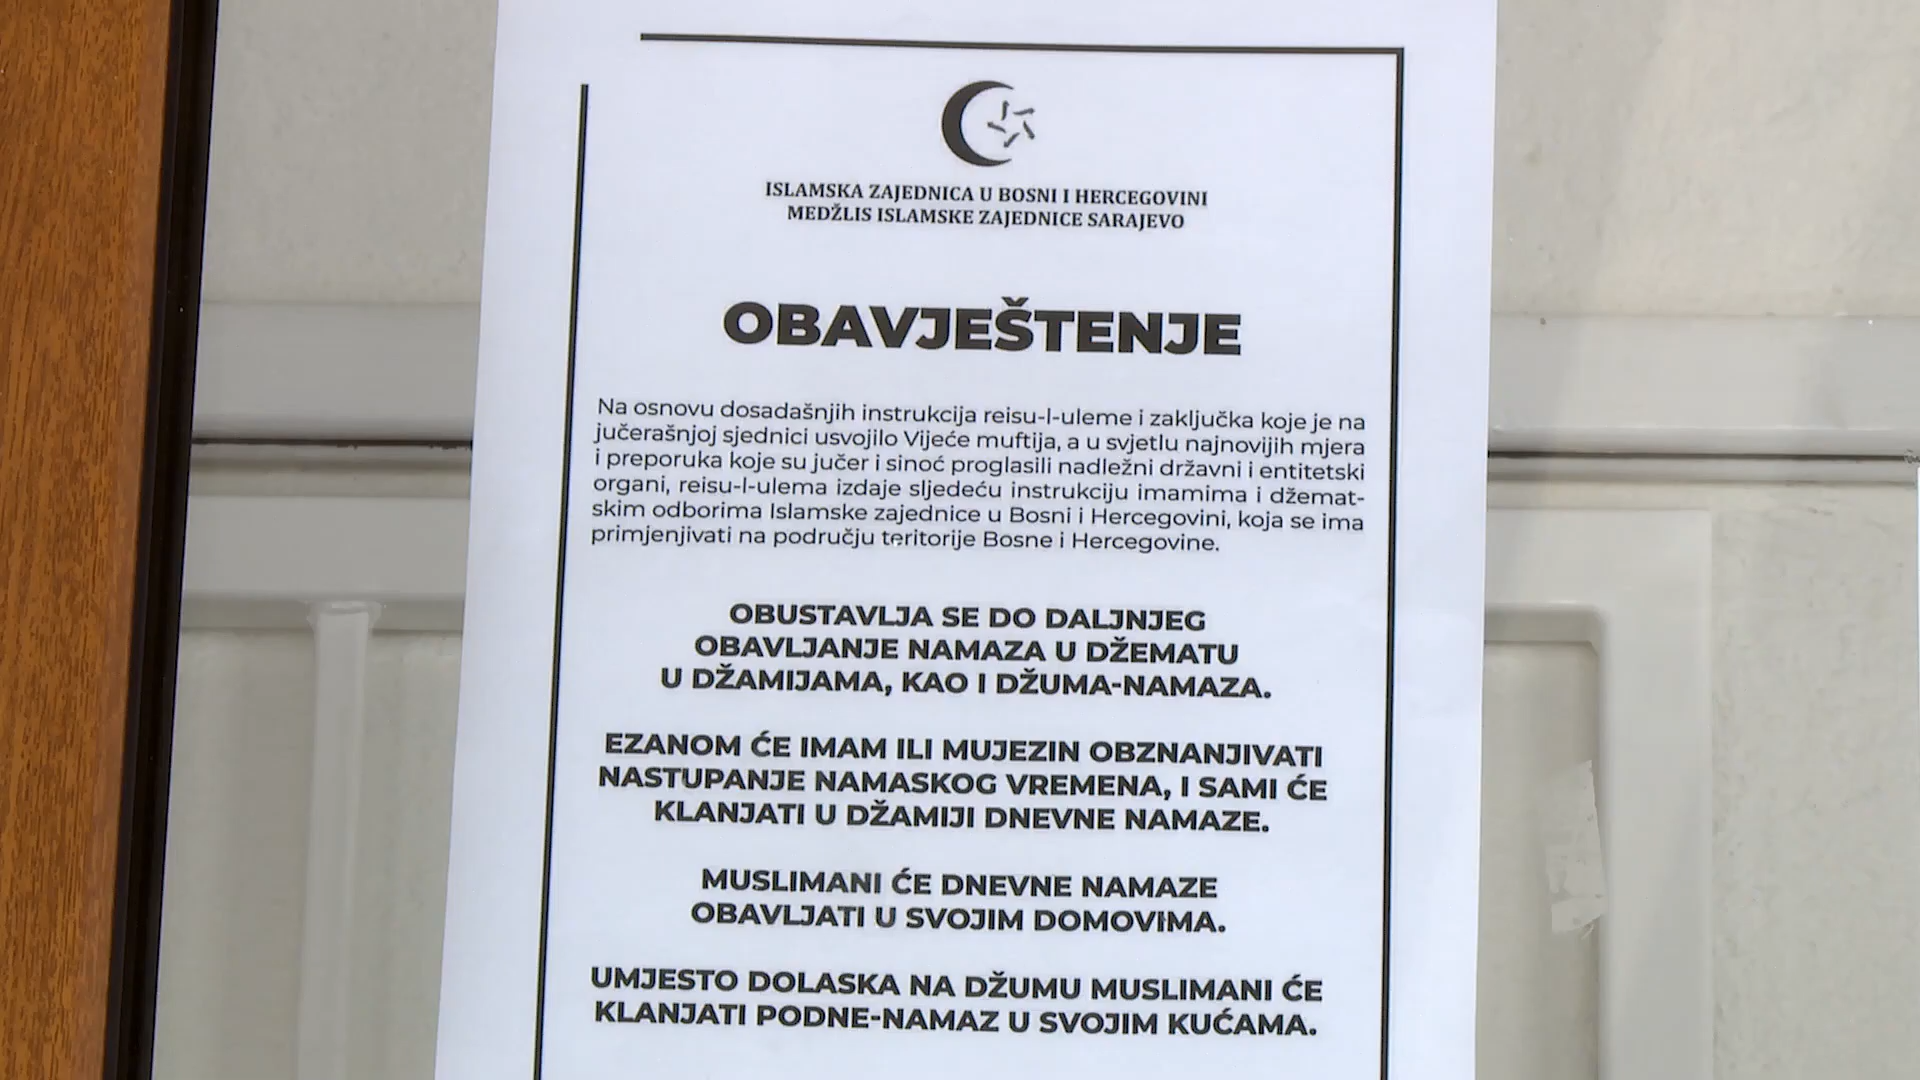 ISLAMSKA ZAJEDNICA U BOSNI I HERCEGOVINI
MEDŽLIS ISLAMSKE ZAJEDNICE SARAJEVO
OBAVJEŠTENJE
Na osnovu dosadašnjih instrukcija reisu-l-uleme i zaključka koje je na
jučerašnjoj sjednici usvojilo Vijeće muftija, a u svjetlu najnovijih mjera
i preporuka koje su jučer i sinoć proglasili nadležni državni i entitetski
organi, reisu-l-ulema izdaje sljedeću instrukciju imamima i džemat-
skim odborima Islamske zajednice u Bosni i Hercegovini, koja se ima
primjenjivati na području teritorije Bosne i Hercegovine.
OBUSTAVLJA SE DO DALJNJEG
OBAVLJANJE NAMAZA U DŽEMATU
U DŽAMIJAMA, KAO I DŽUMA-NAMAZA.
EZANOM ĆE IMAM ILI MUJEZIN OBZNANJIVATI
NASTUPANJE NAMASKOG VREMENA, I SAMI ĆE
KLANJATI U DŽAMIJI DNEVNE NAMAZE.
MUSLIMANI ĆE DNEVNE NAMAZE
OBAVLJATI U SVOJIM DOMOVIMA.
UMJESTO DOLASKA NA DŽUMU MUSLIMANI ĆE
KLANJATI PODNE-NAMAZ U SVOJIM KUĆAMA.